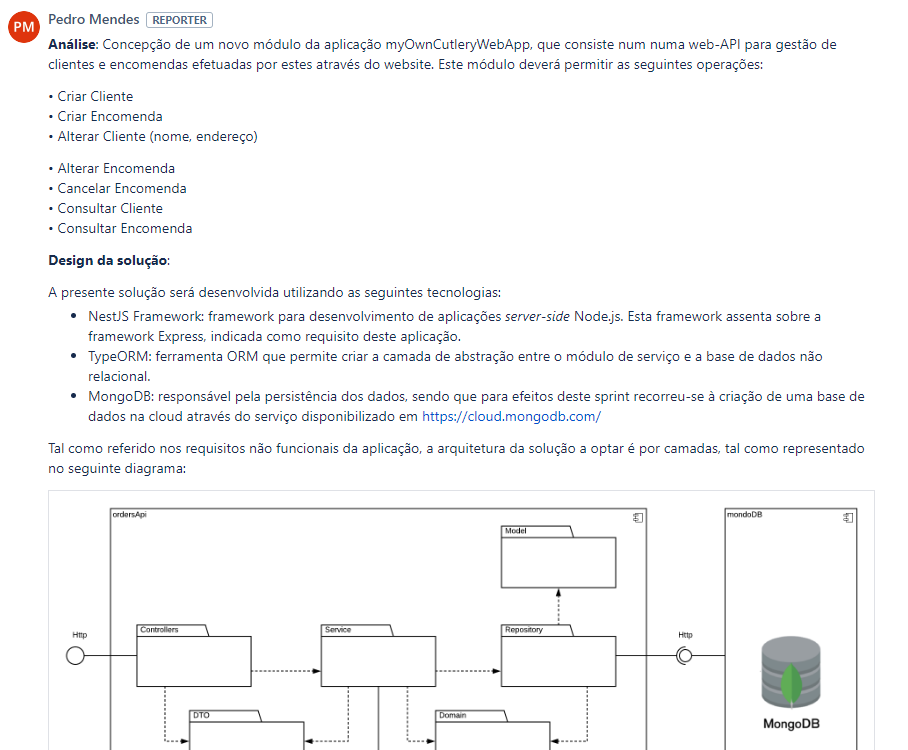 PM
Pedro Mendes REPORTER
Análise: Concepção de um novo módulo da aplicação myOwnCutleryWebApp, que consiste num numa web-API para gestão de
clientes e encomendas efetuadas por estes através do website. Este módulo deverá permitir as seguintes operações:
• Criar Cliente
• Criar Encomenda
• Alterar Cliente (nome, endereço)
• Alterar Encomenda
• Cancelar Encomenda
• Consultar Cliente
• Consultar Encomenda
Design da solução:
A presente solução será desenvolvida utilizando as seguintes tecnologias:
• NestJS Framework: framework para desenvolvimento de aplicações server-side Node.js. Esta framework assenta sobre a
framework Express, indicada como requisito deste aplicação.
• TypeORM: ferramenta ORM que permite criar a camada de abstração entre o módulo de serviço e a base de dados não
relacional.
• MongoDB: responsável pela persistência dos dados, sendo que para efeitos deste sprint recorreu-se à criação de uma base de
dados na cloud através do serviço disponibilizado em https://cloud.mongodb.com/
Tal como referido nos requisitos não funcionais da aplicação, a arquitetura da solução a optar é por camadas, tal como representado
no seguinte diagrama:
ordersApi
mondoDB
Model
Http
Controllers
Service
Repository
Http
DTO
Domain
MongoDB